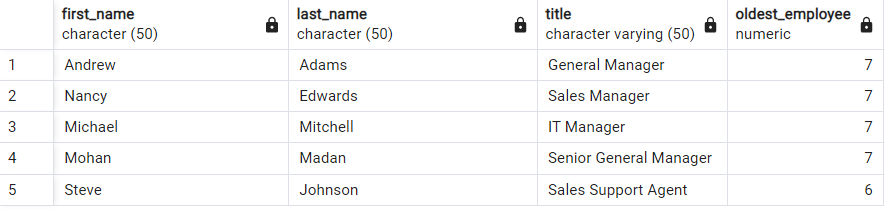 first_name last_name title oldest_employee
character (50) character (50) character varying (50) numeric
1 Andrew Adams General Manager 7
2 Nancy Edwards Sales Manager 7
3 Michael Mitchell IT Manager 7
4 Mohan Madan Senior General Manager 7
5 Steve Johnson Sales Support Agent 6